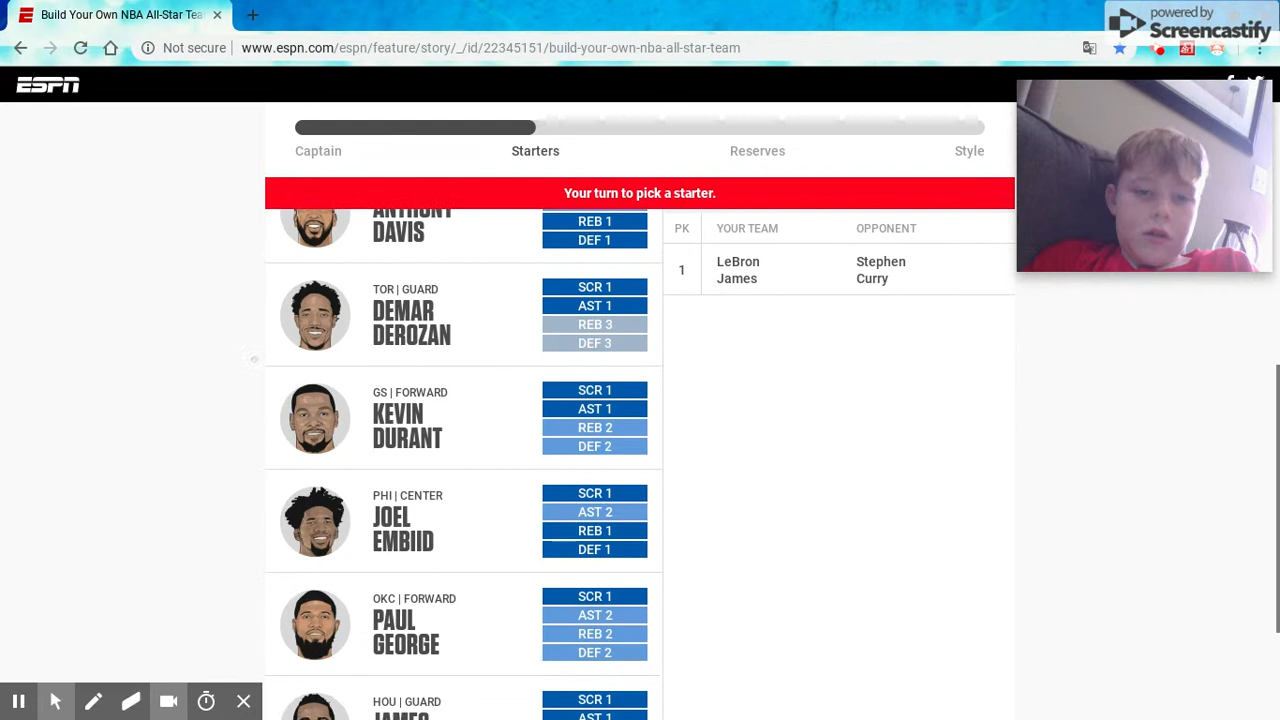 Build Your Own NBA All-Star Tea
powered by
Screencastify
Not secure
www.espn.com/espn/feature/story/_/id/22345151/build-your-own-nba-all-star-team
ESPN
Captain
Starters
Reserves
Style
Your turn to pick a starter.
ANTHONY
DAVIS
REB 1
DEF 1
PK
YOUR TEAM
OPPONENT
1
LeBron
James
Stephen
Curry
TOR | GUARD
DEMAR
DEROZAN
SCR 1
AST 1
REB 3
DEF 3
GS | FORWARD
KEVIN
DURANT
SCR 1
AST 1
REB 2
DEF 2
PHI | CENTER
JOEL
EMBIID
SCR 1
AST 2
REB 1
DEF 1
OKC | FORWARD
PAUL
GEORGE
SCR 1
AST 2
REB 2
DEF 2
HOU | GUARD
JAMES
SCR 1
AST 1